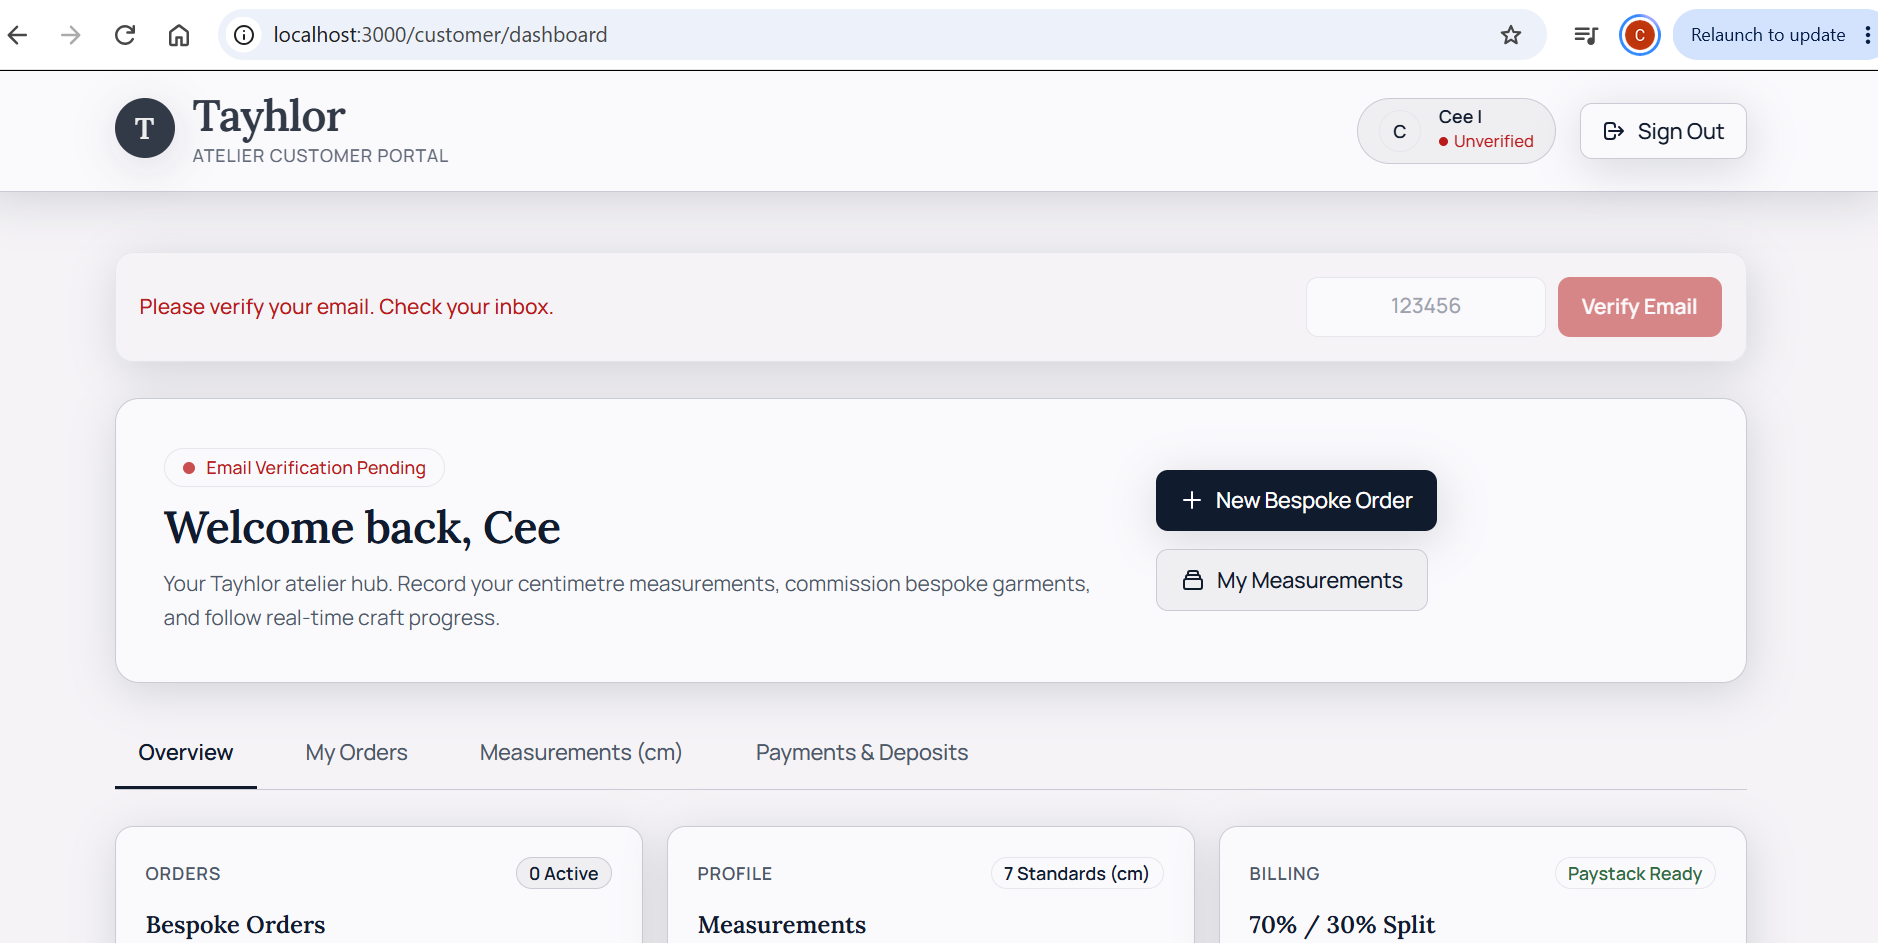 localhost:3000/customer/dashboard
C
Relaunch to update
T
Tayhlor
ATELIER CUSTOMER PORTAL
C
Cee I
Unverified
Sign Out
Please verify your email. Check your inbox.
123456
Verify Email
Email Verification Pending
Welcome back, Cee
Your Tayhlor atelier hub. Record your centimetre measurements, commission bespoke garments,
and follow real-time craft progress.
New Bespoke Order
My Measurements
Overview
My Orders
Measurements (cm)
Payments & Deposits
ORDERS
0 Active
Bespoke Orders
PROFILE
7 Standards (cm)
Measurements
BILLING
Paystack Ready
70% / 30% Split